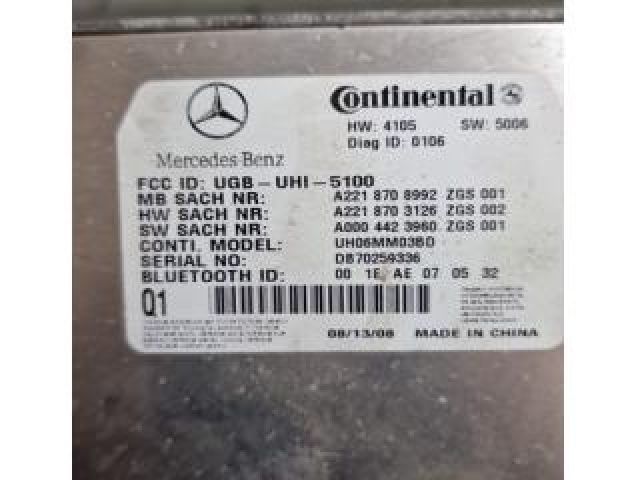 Continental
HW: 4105 SW: 5006
Diag ID: 0106
Mercedes-Benz
FCC ID: UGB-UHI-5100
MB SACH NR: A221 870 8992 ZGS 001
HW SACH NR: A221 870 3126 ZGS 002
SW SACH NR: A000 442 3960 ZGS 001
CONTI. MODEL: UH06MM03BD
SERIAL NO: DB70259336
BLUETOOTH ID: 00 1E AE 07 05 32
Q1
08/13/08 MADE IN CHINA